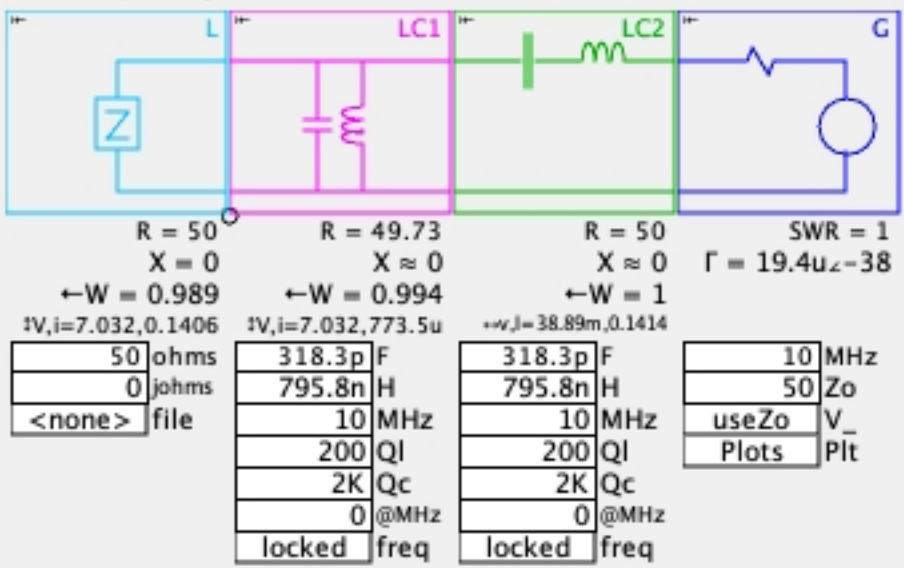 L LC1 LC2 G
Z
R = 50 R = 49.73 R = 50 SWR = 1
X = 0 X ≈ 0 X ≈ 0 Γ = 19.4u∠-38
←W = 0.989 ←W = 0.994 ←W = 1
↕V,i=7.032,0.1406 ↕V,i=7.032,773.5u ↔v,I=38.89m,0.1414
50 ohms 318.3p F 318.3p F 10 MHz
0 johms 795.8n H 795.8n H 50 Zo
<none> file 10 MHz 10 MHz useZo V_
200 Ql 200 Ql Plots Plt
2K Qc 2K Qc
0 @MHz 0 @MHz
locked freq locked freq